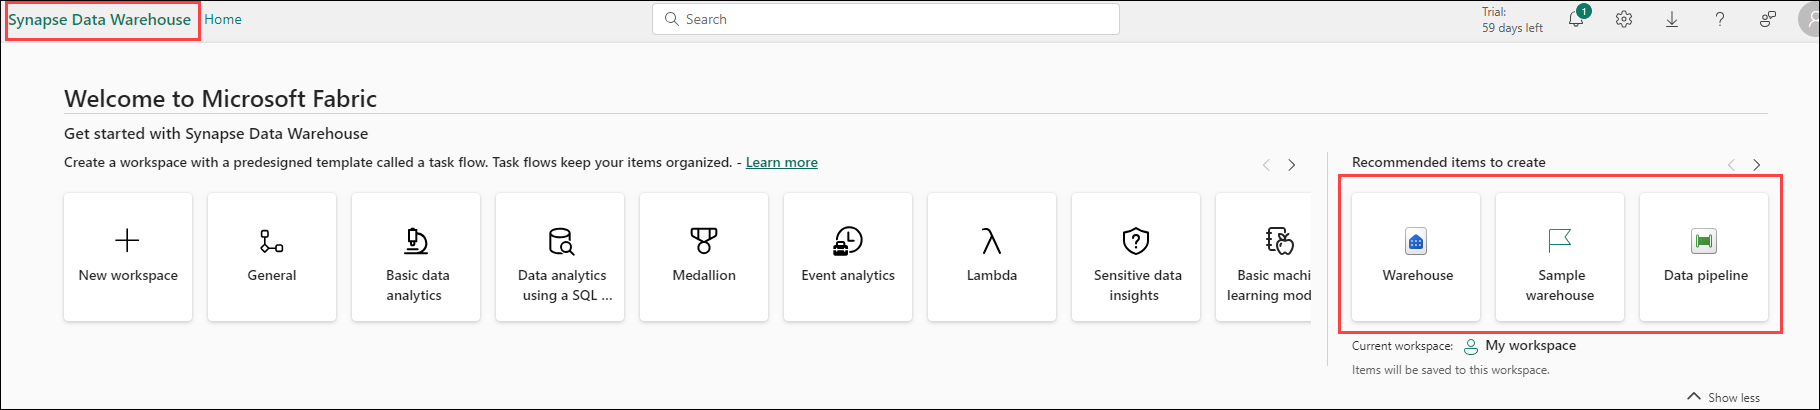 Synapse Data Warehouse Home
Search
Trial:
59 days left
1
Welcome to Microsoft Fabric
Get started with Synapse Data Warehouse
Create a workspace with a predesigned template called a task flow. Task flows keep your items organized. - Learn more
Recommended items to create
New workspace
General
Basic data
analytics
Data analytics
using a SQL ...
Medallion
Event analytics
Lambda
Sensitive data
insights
Basic machi
learning mod
Warehouse
Sample
warehouse
Data pipeline
Current workspace: My workspace
Items will be saved to this workspace.
Show less